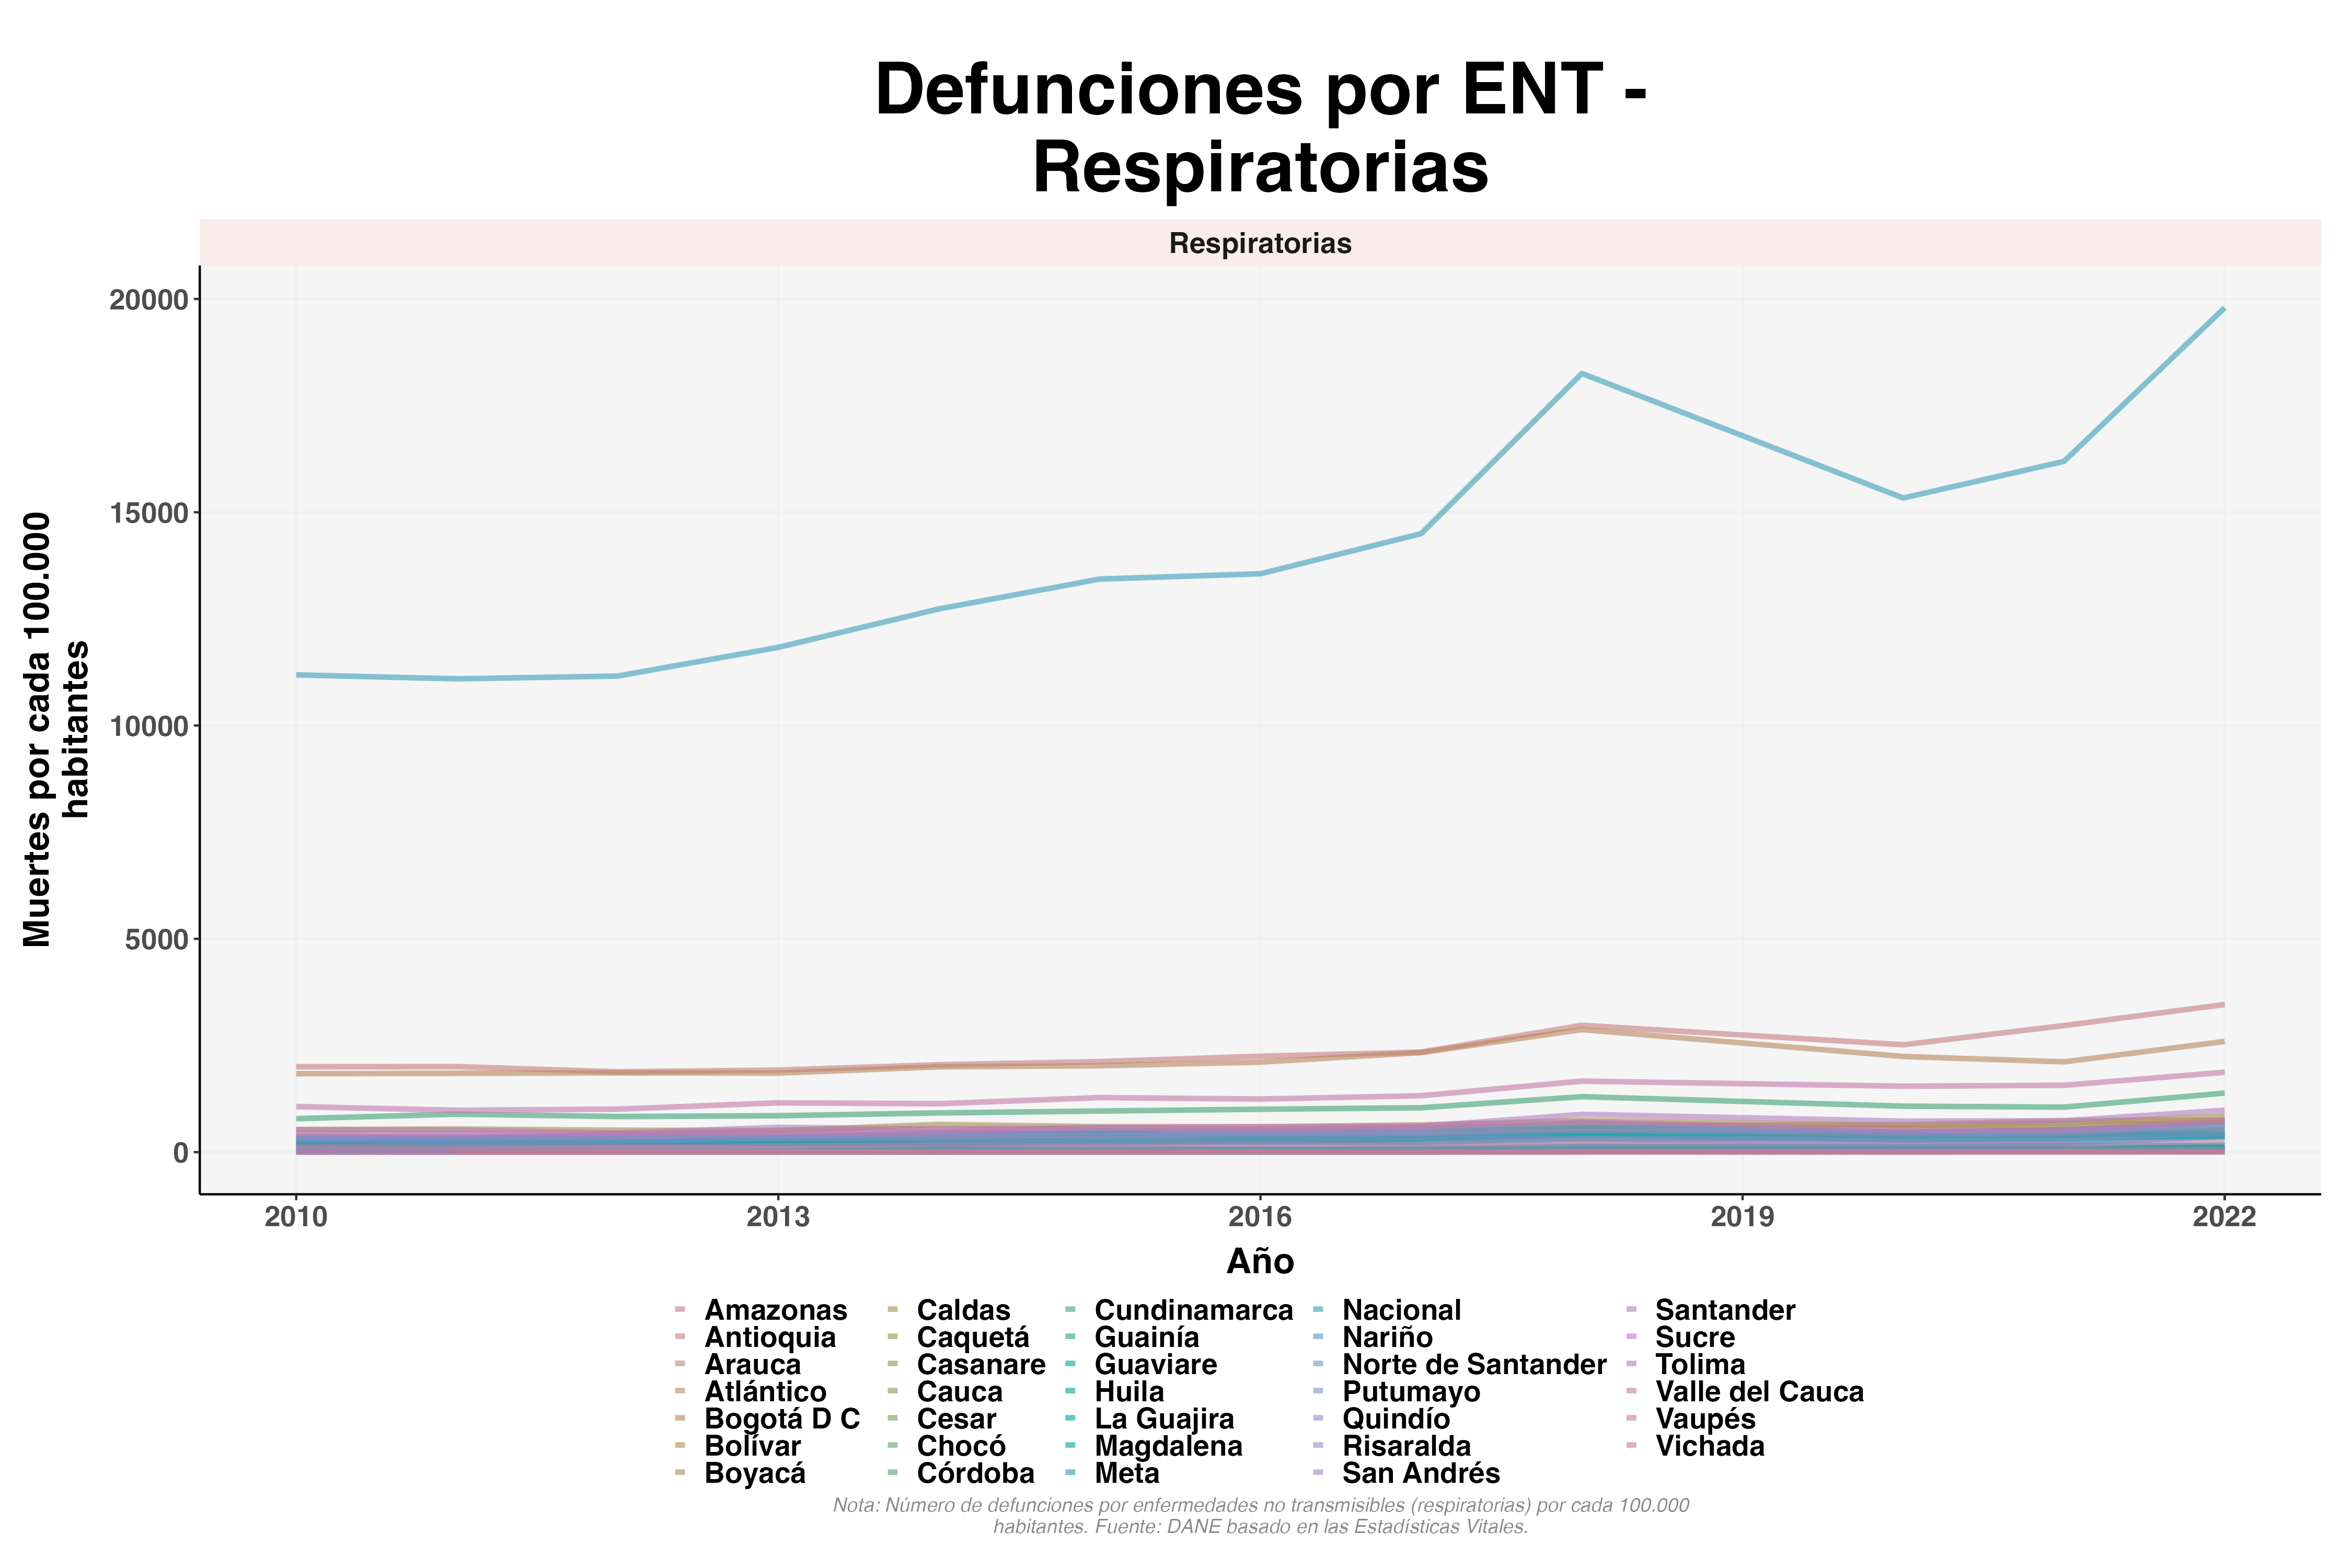 Defunciones por ENT -
Respiratorias
Respiratorias
20000
15000
10000
5000
0
Muertes por cada 100.000
habitantes
2010 2013 2016 2019 2022
Año
Amazonas Caldas Cundinamarca Nacional Santander
Antioquia Caquetá Guainía Nariño Sucre
Arauca Casanare Guaviare Norte de Santander Tolima
Atlántico Cauca Huila Putumayo Valle del Cauca
Bogotá D C Cesar La Guajira Quindío Vaupés
Bolívar Chocó Magdalena Risaralda Vichada
Boyacá Córdoba Meta San Andrés
Nota: Número de defunciones por enfermedades no transmisibles (respiratorias) por cada 100.000
habitantes. Fuente: DANE basado en las Estadísticas Vitales.